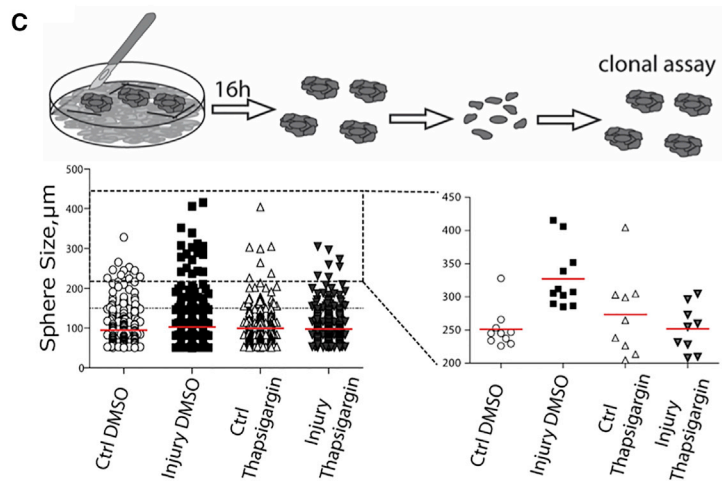 C
16h
clonal assay
Sphere Size,μm
500
400
300
200
100
0
Ctrl DMSO
Injury DMSO
Ctrl
Thapsigargin
Injury
Thapsigargin
450
400
350
300
250
200
Ctrl DMSO
Injury DMSO
Ctrl
Thapsigargin
Injury
Thapsigargin